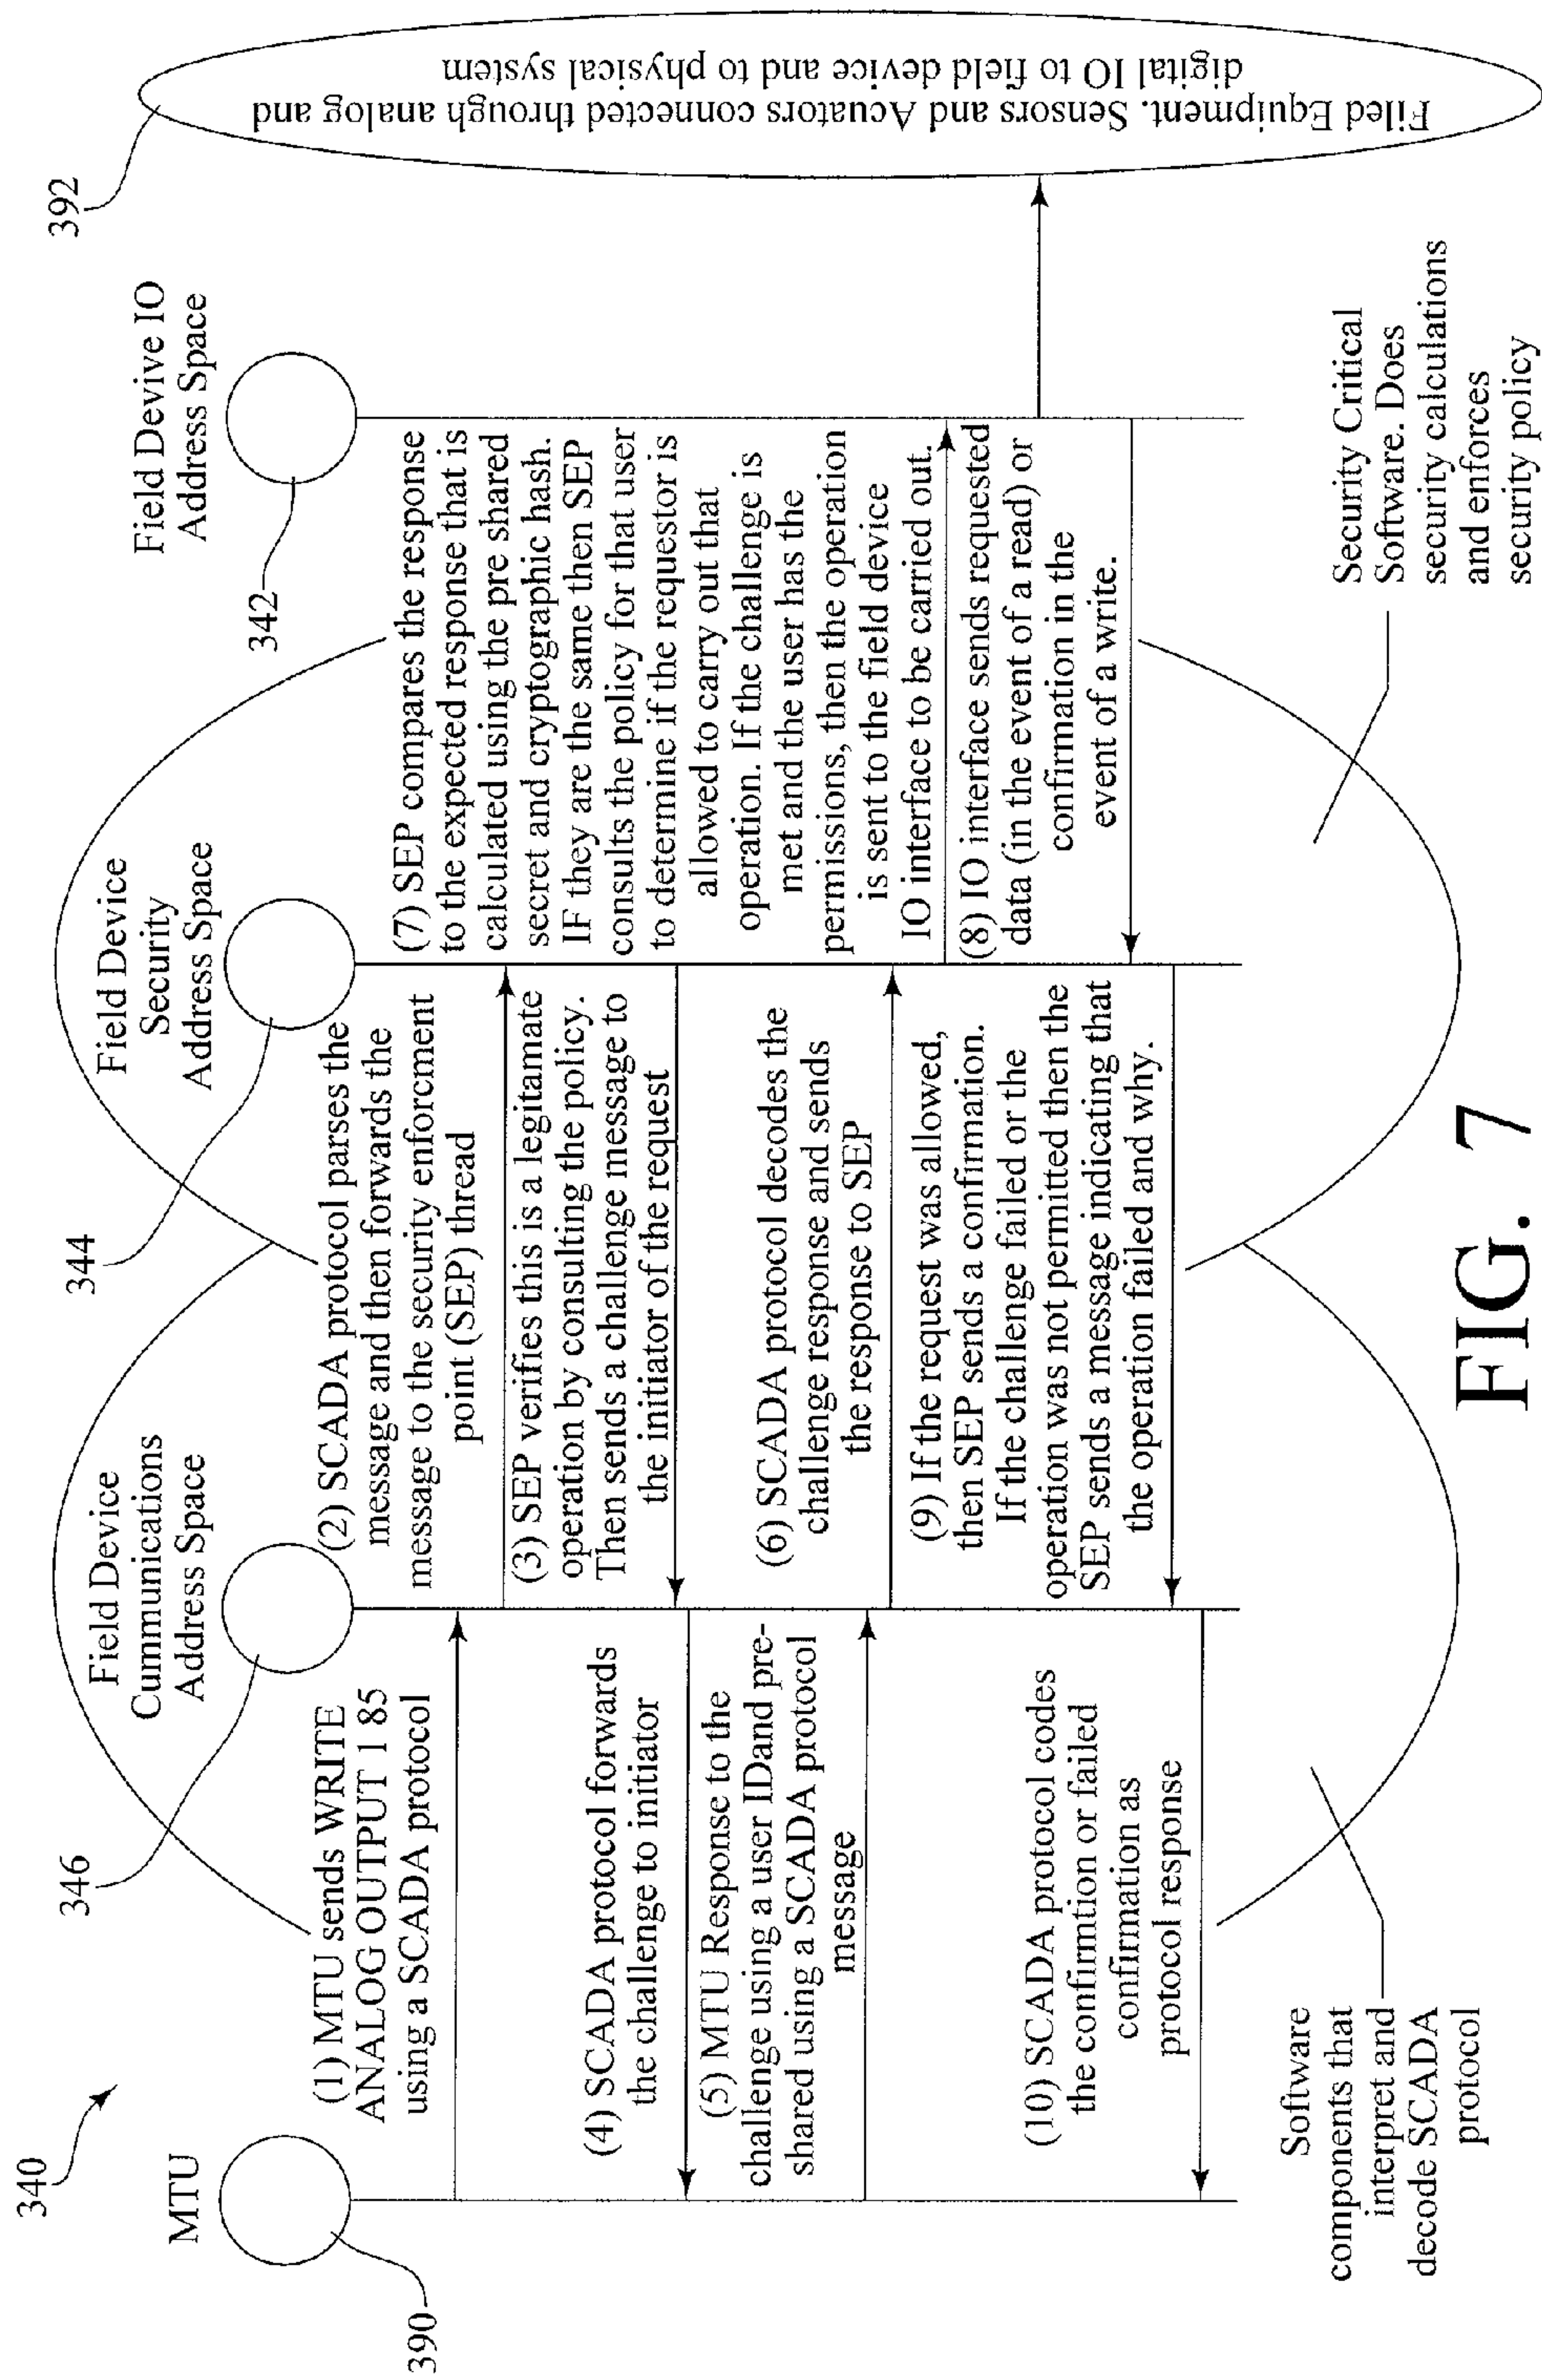 340
MTU
390
346
Field Device
Cummunications
Address Space
344
Field Device
Security
Address Space
342
Field Devive IO
Address Space
392
Filed Equipment. Sensors and Actuators connected through analog and
digital IO to field device and to physical system
(1) MTU sends WRITE
ANALOG OUTPUT 1 85
using a SCADA protocol
(2) SCADA protocol parses the
message and then forwards the
message to the security enforcment
point (SEP) thread
(3) SEP verifies this is a legitamate
operation by consulting the policy.
Then sends a challenge message to
the initiator of the request
(4) SCADA protocol forwards
the challenge to initiator
(5) MTU Response to the
challenge using a user IDand pre-
shared using a SCADA protocol
message
(6) SCADA protocol decodes the
challenge response and sends
the response to SEP
(7) SEP compares the response
to the expected response that is
calculated using the pre shared
secret and cryptographic hash.
IF they are the same then SEP
consults the policy for that user
to determine if the requestor is
allowed to carry out that
operation. If the challenge is
met and the user has the
permissions, then the operation
is sent to the field device
IO interface to be carried out.
(8) IO interface sends requested
data (in the event of a read) or
confirmation in the
event of a write.
(9) If the request was allowed,
then SEP sends a confirmation.
If the challenge failed or the
operation was not permitted then the
SEP sends a message indicating that
the operation failed and why.
(10) SCADA protocol codes
the confirmtion or failed
confirmation as
protocol response
Software
components that
interpret and
decode SCADA
protocol
Security Critical
Software. Does
security calculations
and enforces
security policy
FIG. 7